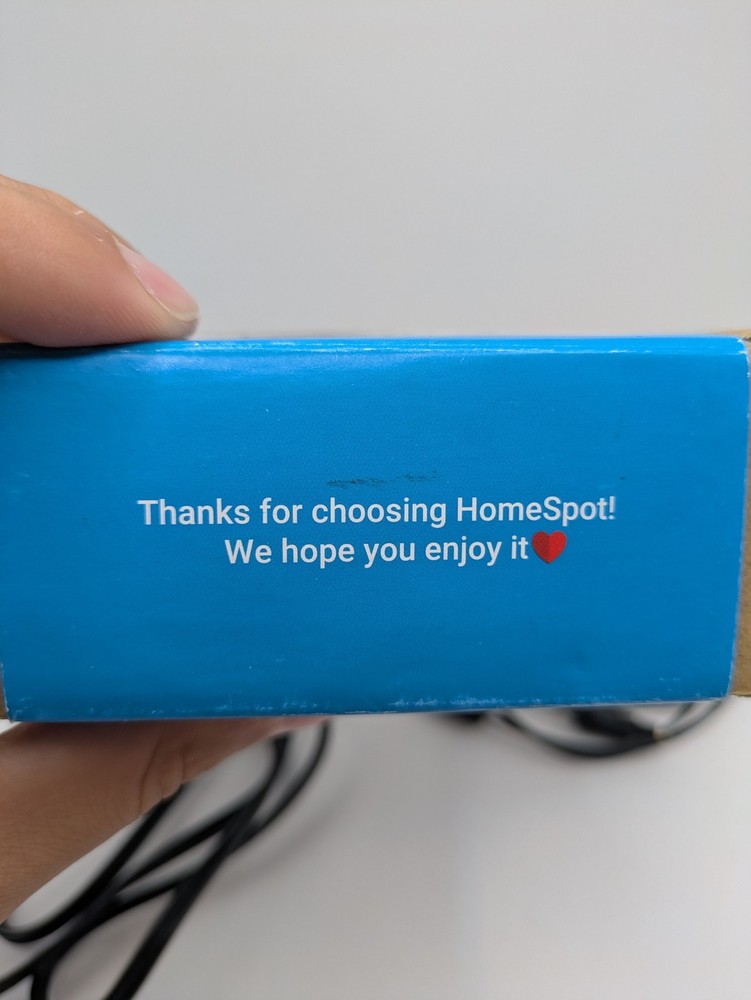 Thanks for choosing HomeSpot!
We hope you enjoy it❤️